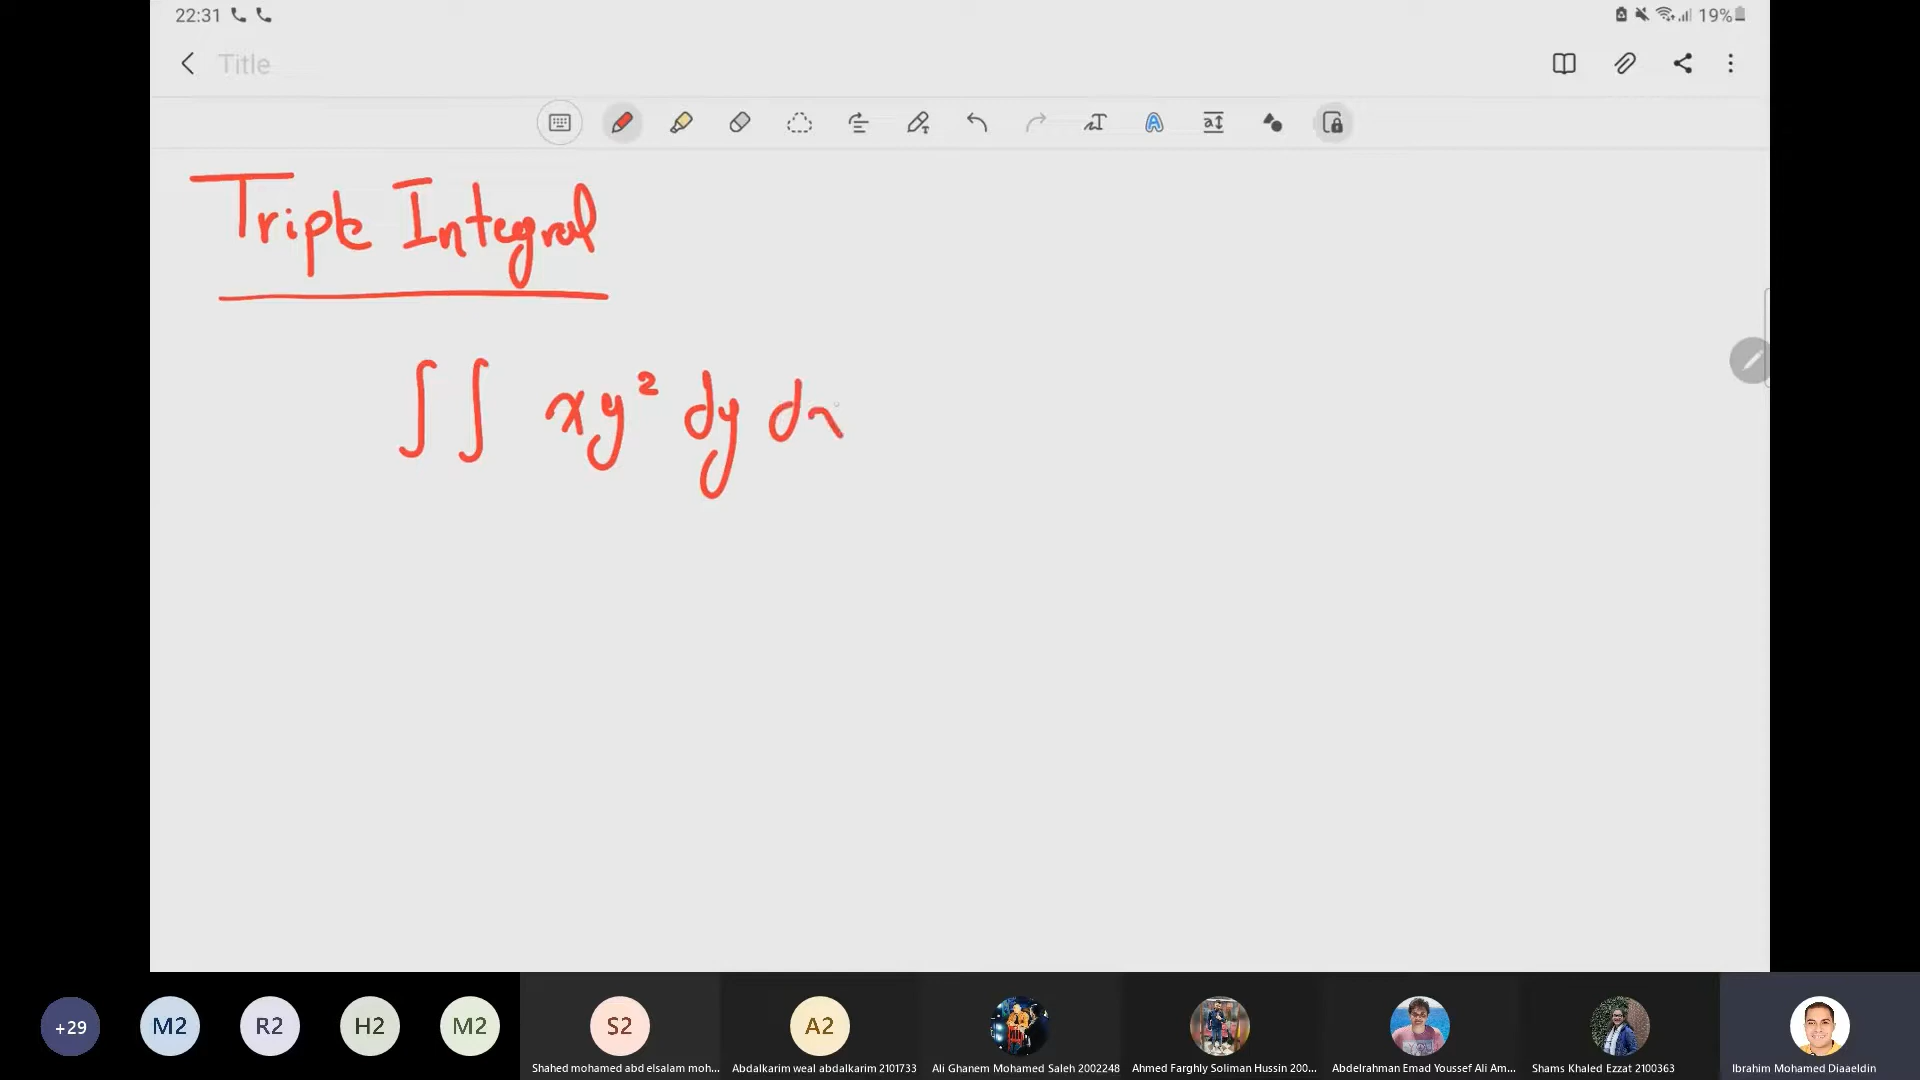 22:31 19%
Title
Triple Integral
∫∫ xy² dy dx
+29 M2 R2 H2 M2 S2 A2
Shahed mohamed abd elsalam moh... Abdalkarim weal abdalkarim 2101733 Ali Ghanem Mohamed Saleh 2002248 Ahmed Farghly Soliman Hussin 200... Abdelrahman Emad Youssef Ali Am... Shams Khaled Ezzat 2100363 Ibrahim Mohamed Diaaeldin